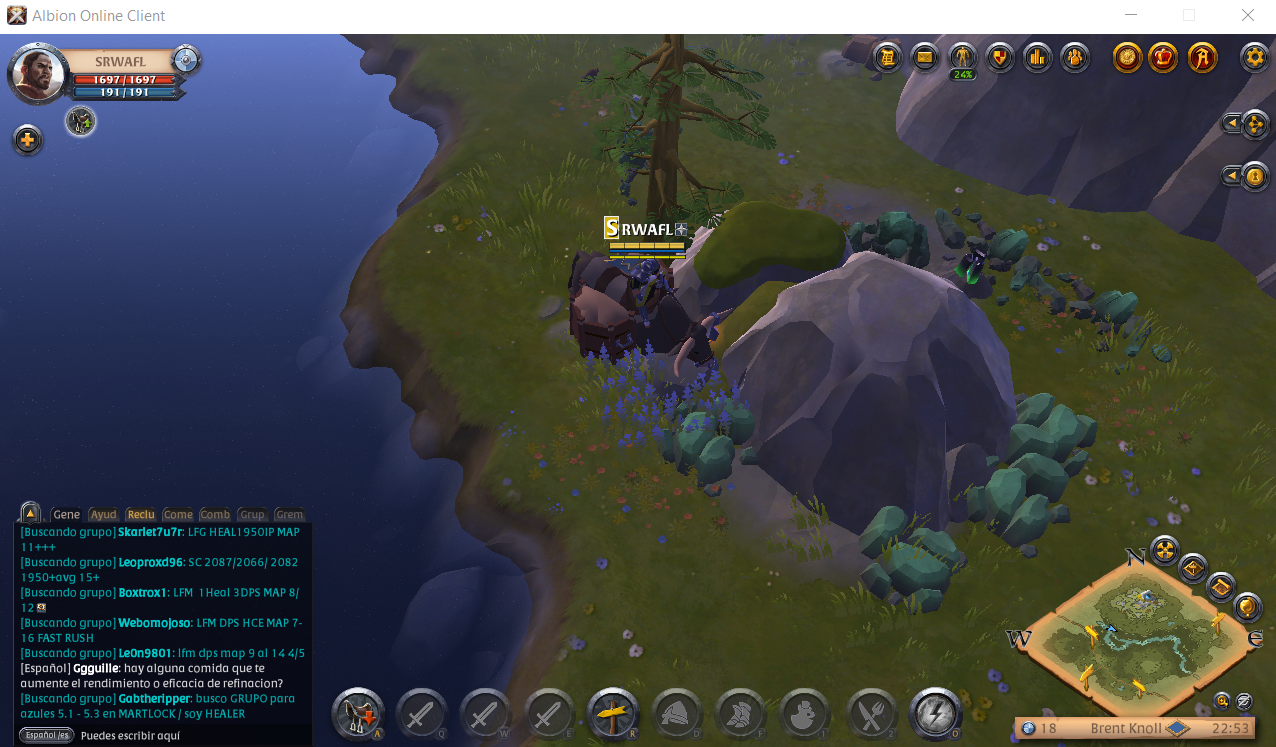 Albion Online Client
SRWAFL
1697 / 1697
191 / 191
24%
SRWAFL
Gene Ayud Reclu Come Comb Grup Grem
[Buscando grupo] Skarlet7u7r: LFG HEAL1950IP MAP
11+++
[Buscando grupo] Leoproxd96: SC 2087/2066/ 2082
1950+avg 15+
[Buscando grupo] Boxtrox1: LFM 1Heal 3DPS MAP 8/
12
[Buscando grupo] Webomojoso: LFM DPS HCE MAP 7-
16 FAST RUSH
[Buscando grupo] Le0n9801: lfm dps map 9 al 14 4/5
[Español] Ggguille: hay alguna comida que te
aumente el rendimiento o eficacia de refinacion?
[Buscando grupo] Gabtheripper: busco GRUPO para
azules 5.1 - 5.3 en MARTLOCK / soy HEALER
Español /es Puedes escribir aquí
A Q W E R D F 1 2 O
N
W E
18 Brent Knoll 22:53